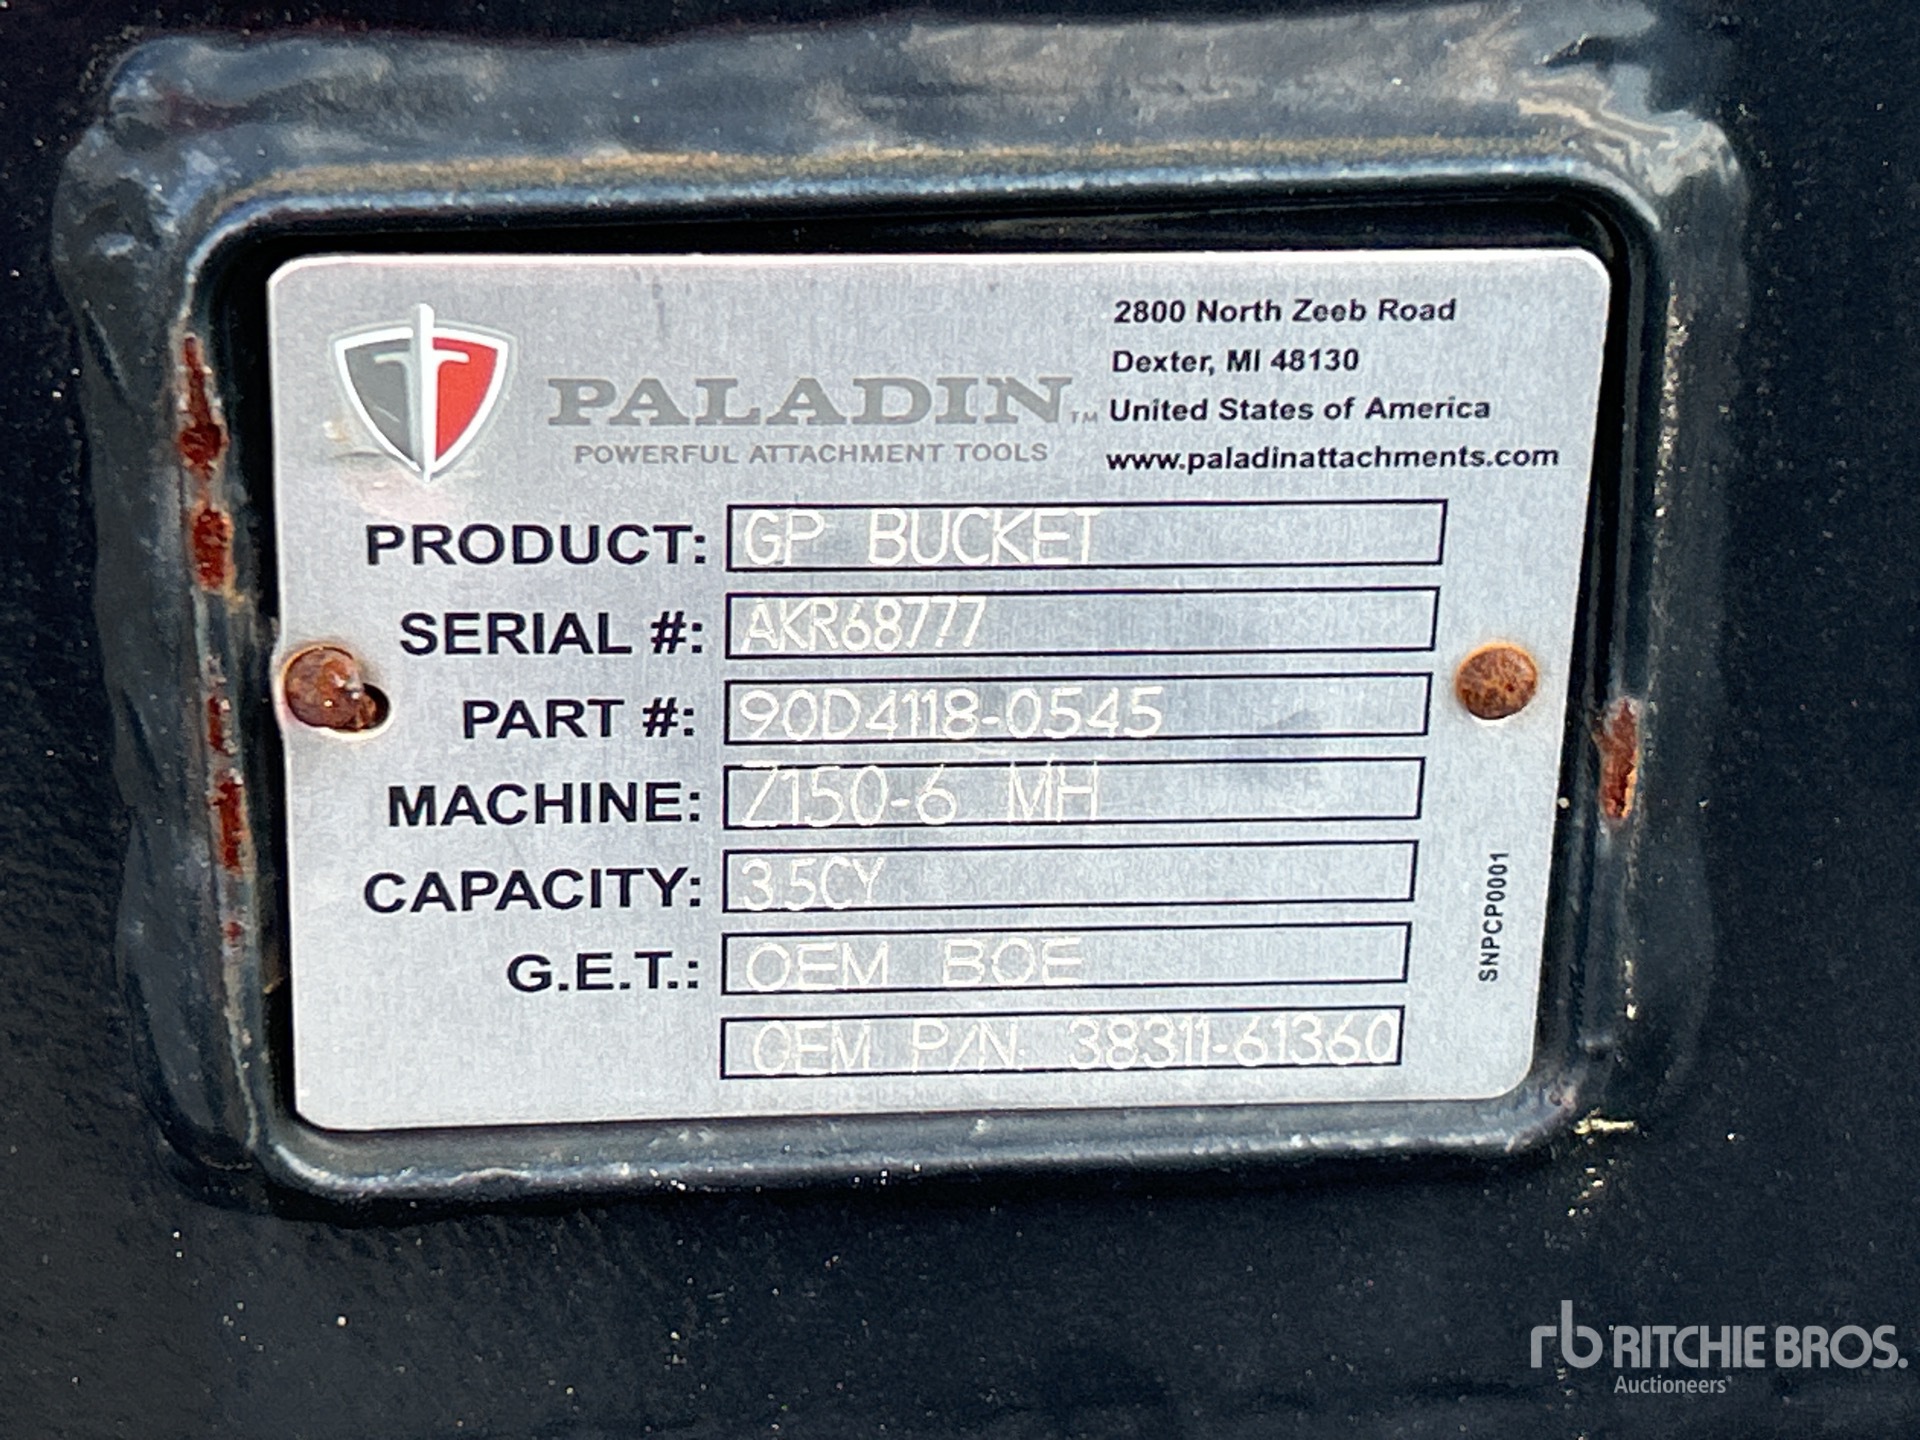 PALADIN™
POWERFUL ATTACHMENT TOOLS
2800 North Zeeb Road
Dexter, MI 48130
United States of America
www.paladinattachments.com
PRODUCT: GP BUCKET
SERIAL #: AKR68777
PART #: 90D4118-0545
MACHINE: Z150-6 MH
CAPACITY: 3.5CY
G.E.T.: OEM BOE
OEM P/N: 38311-61360
SNPCP0001
rb RITCHIE BROS.
Auctioneers